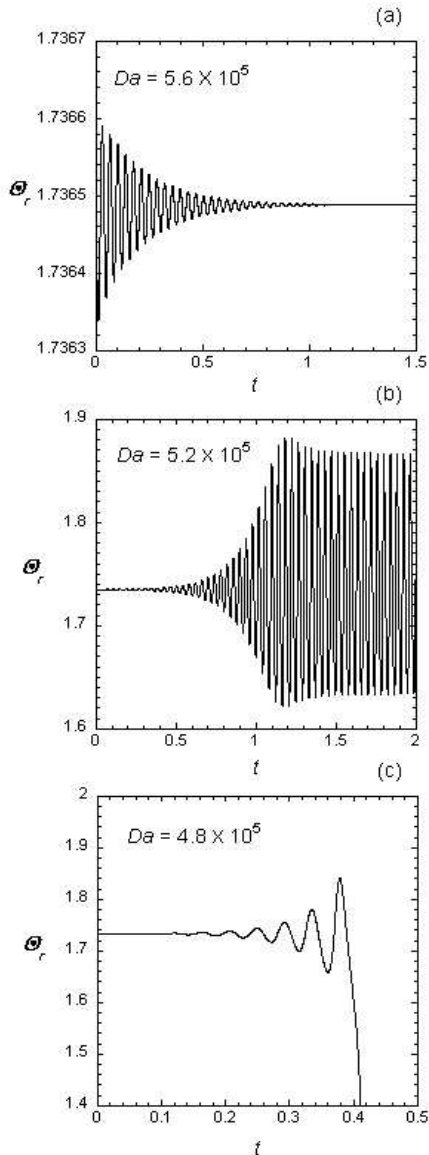 (a)
1.7367
Da = 5.6 X 10⁵
1.7366
Θr
1.7365
1.7364
1.7363
0 0.5 1 1.5
t
(b)
1.9
Da = 5.2 X 10⁵
1.8
Θr
1.7
1.6
0 0.5 1 1.5 2
t
(c)
2
Da = 4.8 X 10⁵
1.9
1.8
Θr
1.7
1.6
1.5
1.4
0 0.1 0.2 0.3 0.4 0.5
t